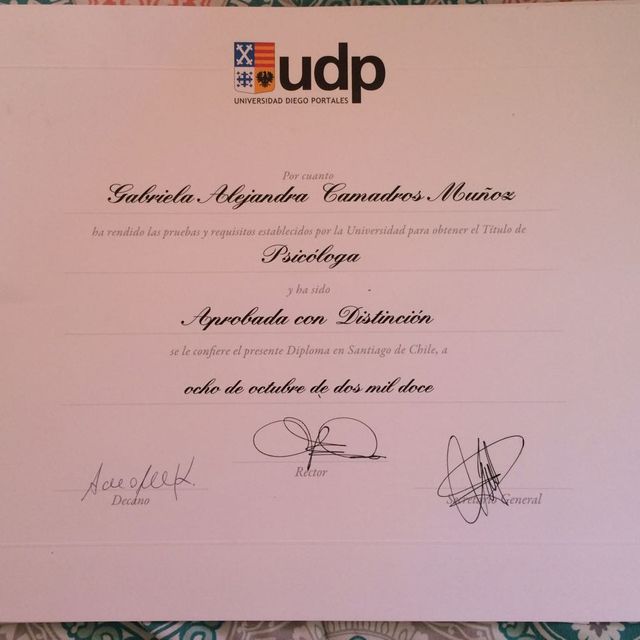 udp
UNIVERSIDAD DIEGO PORTALES
Por cuanto
Gabriela Alejandra Camadros Muñoz
ha rendido las pruebas y requisitos establecidos por la Universidad para obtener el Título de
Psicóloga
y ha sido
Aprobada con Distinción
se le confiere el presente Diploma en Santiago de Chile, a
ocho de octubre de dos mil doce
Rector
Decano
Secretario General